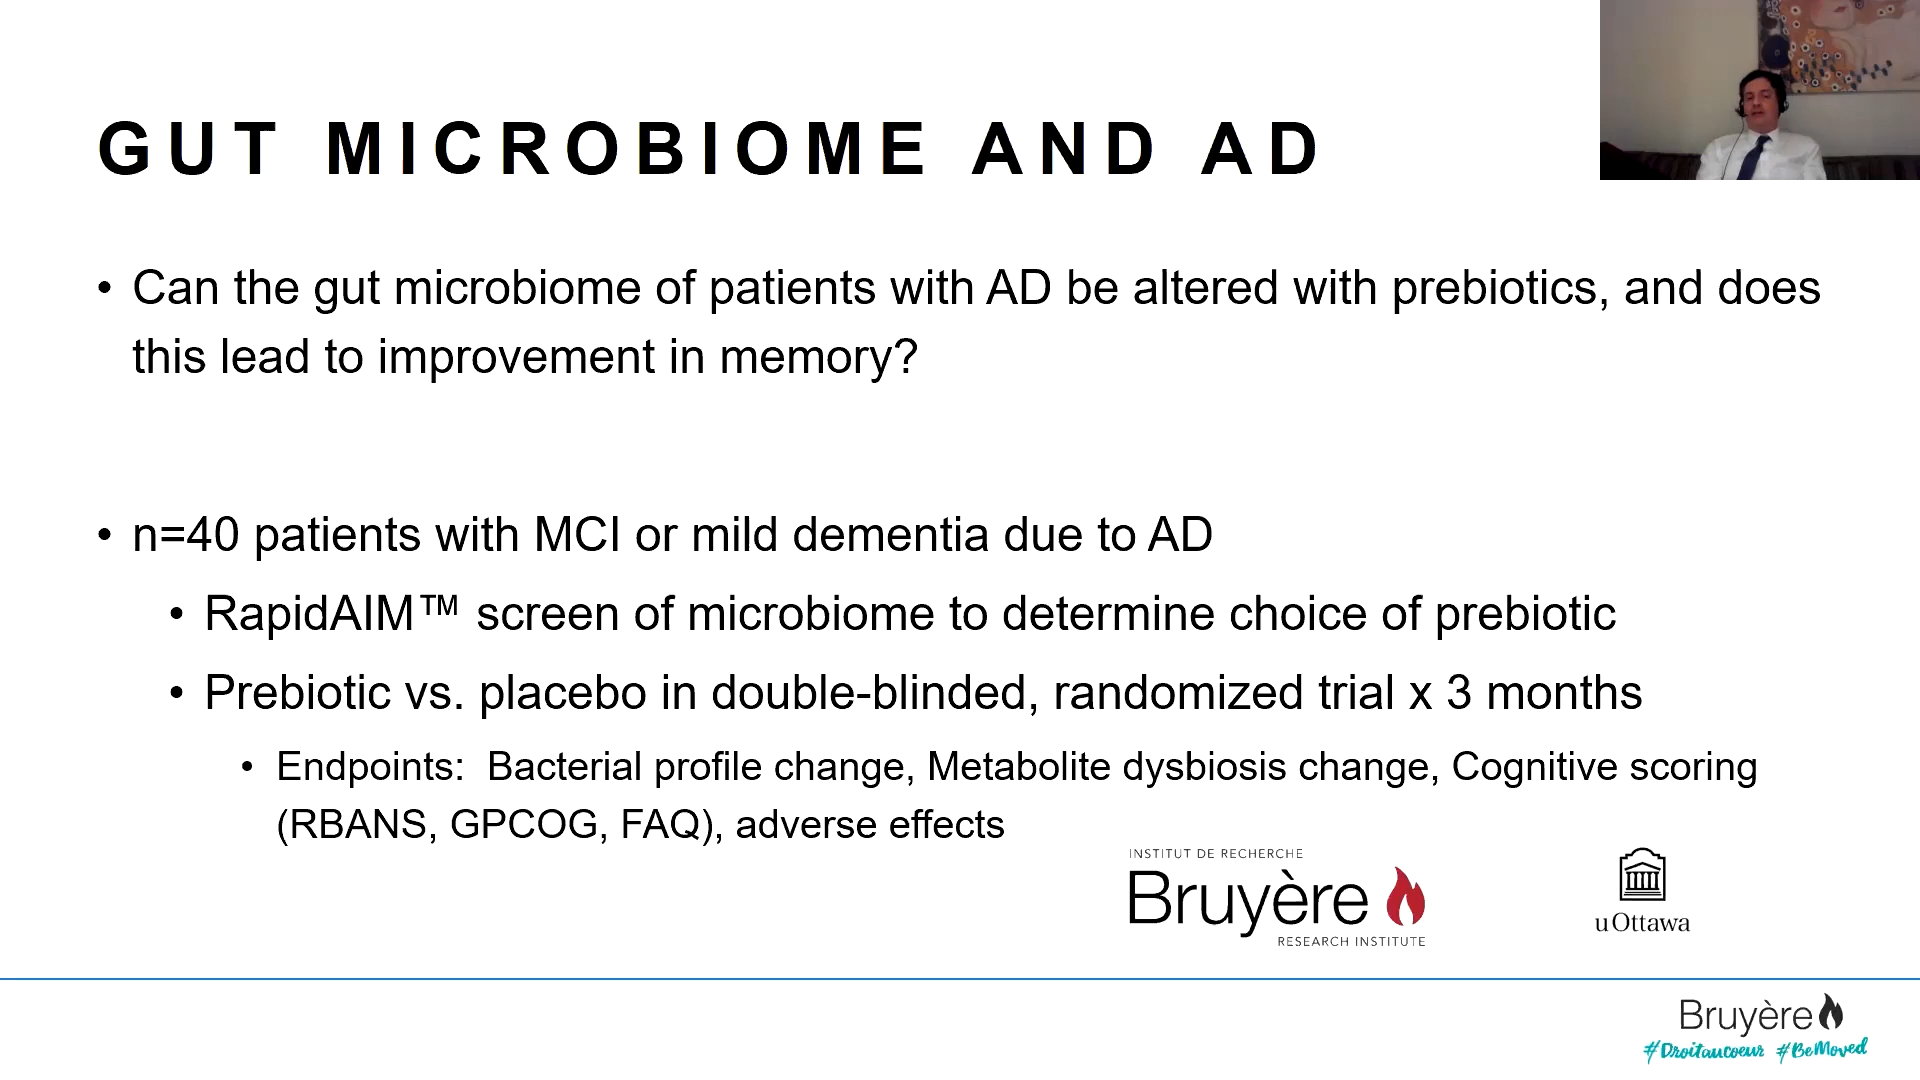 GUT MICROBIOME AND AD
• Can the gut microbiome of patients with AD be altered with prebiotics, and does
this lead to improvement in memory?
• n=40 patients with MCI or mild dementia due to AD
• RapidAIM™ screen of microbiome to determine choice of prebiotic
• Prebiotic vs. placebo in double-blinded, randomized trial x 3 months
• Endpoints:  Bacterial profile change, Metabolite dysbiosis change, Cognitive scoring
(RBANS, GPCOG, FAQ), adverse effects
INSTITUT DE RECHERCHE
Bruyère
RESEARCH INSTITUTE
uOttawa
Bruyère
#Droitaucoeur #BeMoved